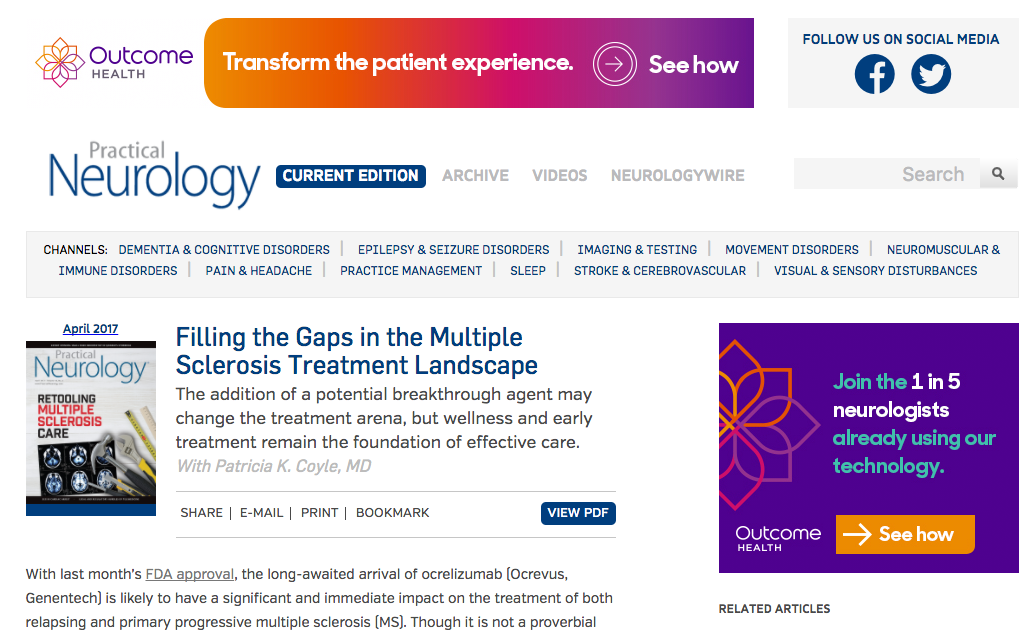 Outcome
HEALTH
Transform the patient experience.
See how
FOLLOW US ON SOCIAL MEDIA
Practical
Neurology
CURRENT EDITION
ARCHIVE
VIDEOS
NEUROLOGYWIRE
Search
CHANNELS: DEMENTIA & COGNITIVE DISORDERS | EPILEPSY & SEIZURE DISORDERS | IMAGING & TESTING | MOVEMENT DISORDERS | NEUROMUSCULAR &
IMMUNE DISORDERS | PAIN & HEADACHE | PRACTICE MANAGEMENT | SLEEP | STROKE & CEREBROVASCULAR | VISUAL & SENSORY DISTURBANCES
April 2017
Practical
Neurology
RETOOLING
MULTIPLE
SCLEROSIS
CARE
Filling the Gaps in the Multiple
Sclerosis Treatment Landscape
The addition of a potential breakthrough agent may
change the treatment arena, but wellness and early
treatment remain the foundation of effective care.
With Patricia K. Coyle, MD
SHARE | E-MAIL | PRINT | BOOKMARK
VIEW PDF
With last month's FDA approval, the long-awaited arrival of ocrelizumab (Ocrevus,
Genentech) is likely to have a significant and immediate impact on the treatment of both
relapsing and primary progressive multiple sclerosis (MS). Though it is not a proverbial
Join the 1 in 5
neurologists
already using our
technology.
Outcome
HEALTH
See how
RELATED ARTICLES